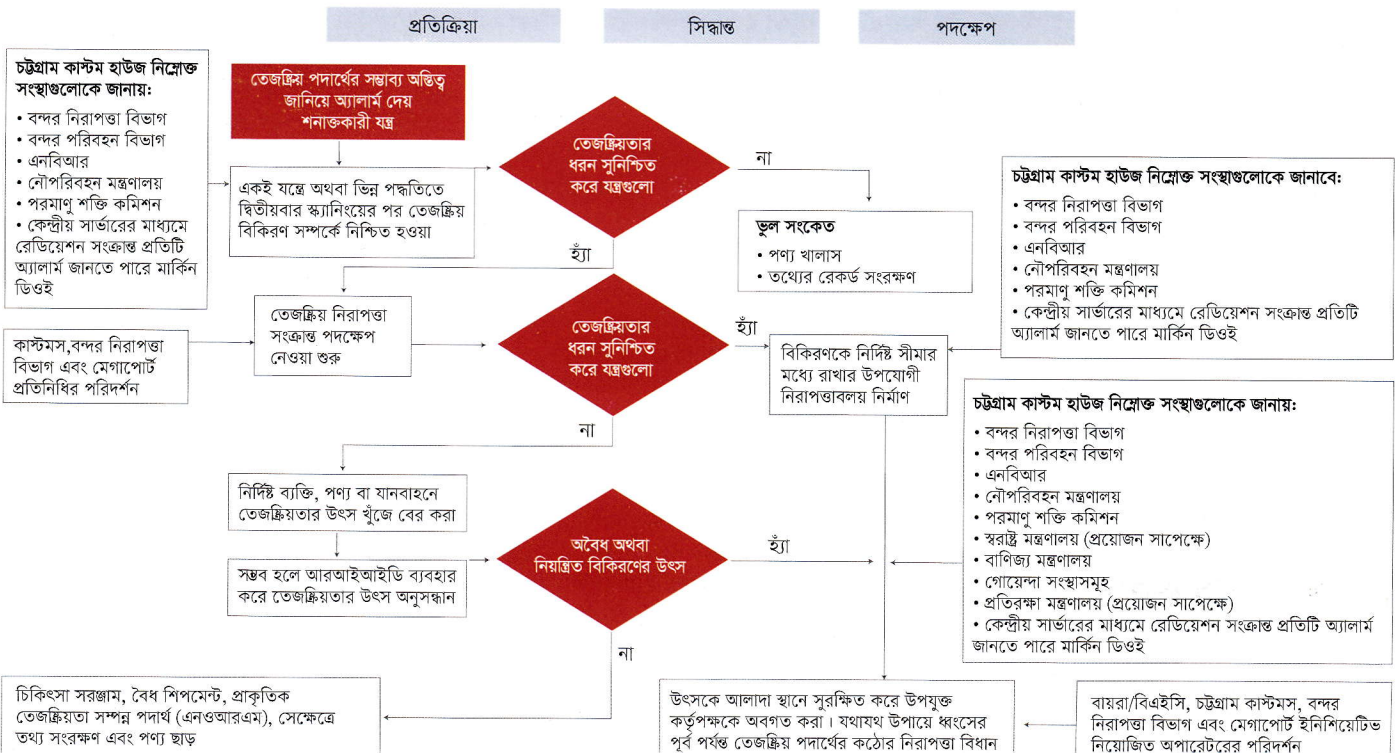 প্রতিক্রিয়া
সিদ্ধান্ত
পদক্ষেপ
চট্টগ্রাম কাস্টম হাউজ নিম্নোক্ত
সংস্থাগুলোকে জানায়:
• বন্দর নিরাপত্তা বিভাগ
• বন্দর পরিবহন বিভাগ
• এনবিআর
• নৌপরিবহন মন্ত্রণালয়
• পরমাণু শক্তি কমিশন
• কেন্দ্রীয় সার্ভারের মাধ্যমে
রেডিয়েশন সংক্রান্ত প্রতিটি
অ্যালার্ম জানতে পারে মার্কিন
ডিওই
তেজষ্ক্রিয় পদার্থের সম্ভাব্য অস্তিত্ব
জানিয়ে অ্যালার্ম দেয়
শনাক্তকারী যন্ত্র
একই যন্ত্রে অথবা ভিন্ন পদ্ধতিতে
দ্বিতীয়বার স্ক্যানিংয়ের পর তেজষ্ক্রিয়
বিকিরণ সম্পর্কে নিশ্চিত হওয়া
তেজষ্ক্রিয়তার
ধরন সুনিশ্চিত
করে যন্ত্রগুলো
না
হ্যাঁ
ভুল সংকেত
• পণ্য খালাস
• তথ্যের রেকর্ড সংরক্ষণ
চট্টগ্রাম কাস্টম হাউজ নিম্নোক্ত সংস্থাগুলোকে জানাবে:
• বন্দর নিরাপত্তা বিভাগ
• বন্দর পরিবহন বিভাগ
• এনবিআর
• নৌপরিবহন মন্ত্রণালয়
• পরমাণু শক্তি কমিশন
• কেন্দ্রীয় সার্ভারের মাধ্যমে রেডিয়েশন সংক্রান্ত প্রতিটি
অ্যালার্ম জানতে পারে মার্কিন ডিওই
কাস্টমস,বন্দর নিরাপত্তা
বিভাগ এবং মেগাপোর্ট
প্রতিনিধির পরিদর্শন
তেজষ্ক্রিয় নিরাপত্তা
সংক্রান্ত পদক্ষেপ
নেওয়া শুরু
তেজষ্ক্রিয়তার
ধরন সুনিশ্চিত
করে যন্ত্রগুলো
হ্যাঁ
না
বিকিরণকে নির্দিষ্ট সীমার
মধ্যে রাখার উপযোগী
নিরাপত্তাবলয় নির্মাণ
চট্টগ্রাম কাস্টম হাউজ নিম্নোক্ত সংস্থাগুলোকে জানায়:
• বন্দর নিরাপত্তা বিভাগ
• বন্দর পরিবহন বিভাগ
• এনবিআর
• নৌপরিবহন মন্ত্রণালয়
• পরমাণু শক্তি কমিশন
• স্বরাষ্ট্র মন্ত্রণালয় (প্রয়োজন সাপেক্ষে)
• বাণিজ্য মন্ত্রণালয়
• গোয়েন্দা সংস্থাসমূহ
• প্রতিরক্ষা মন্ত্রণালয় (প্রয়োজন সাপেক্ষে)
• কেন্দ্রীয় সার্ভারের মাধ্যমে রেডিয়েশন সংক্রান্ত প্রতিটি অ্যালার্ম
জানতে পারে মার্কিন ডিওই
নির্দিষ্ট ব্যক্তি, পণ্য বা যানবাহনে
তেজষ্ক্রিয়তার উৎস খুঁজে বের করা
সম্ভব হলে আরআইআইডি ব্যবহার
করে তেজষ্ক্রিয়তার উৎস অনুসন্ধান
অবৈধ অথবা
নিয়ন্ত্রিত বিকিরণের উৎস
হ্যাঁ
না
চিকিৎসা সরঞ্জাম, বৈধ শিপমেন্ট, প্রাকৃতিক
তেজষ্ক্রিয়তা সম্পন্ন পদার্থ (এনওআরএম), সেক্ষেত্রে
তথ্য সংরক্ষণ এবং পণ্য ছাড়
উৎসকে আলাদা স্থানে সুরক্ষিত করে উপযুক্ত
কর্তৃপক্ষকে অবগত করা। যথাযথ উপায়ে ধ্বংসের
পূর্ব পর্যন্ত তেজষ্ক্রিয় পদার্থের কঠোর নিরাপত্তা বিধান
বায়রা/বিএইসি, চট্টগ্রাম কাস্টমস, বন্দর
নিরাপত্তা বিভাগ এবং মেগাপোর্ট ইনিশিয়েটিভ
নিয়োজিত অপারেটরের পরিদর্শন